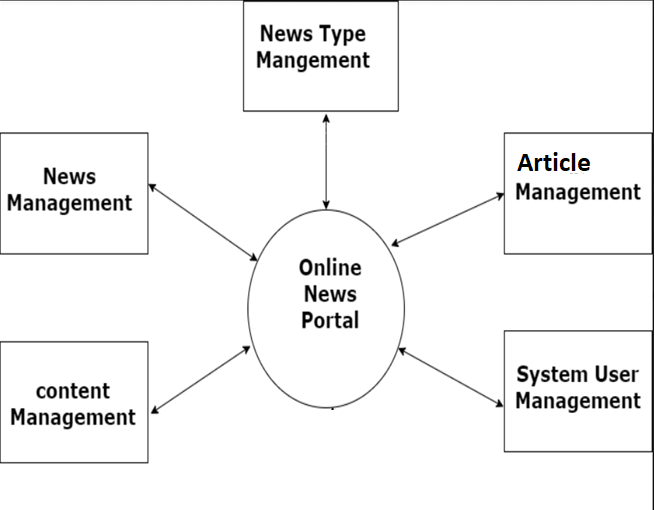 News Type
Mangement
News
Management
Article
Management
Online
News
Portal
content
Management
System User
Management